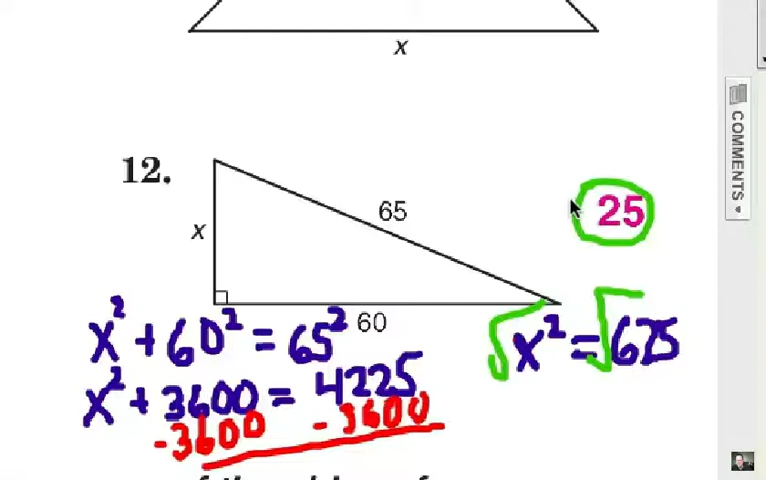 x
12.
65
25
x
60
x² + 60² = 65²
√x² = √625
x² + 3600 = 4225
-3600 -3600
COMMENTS